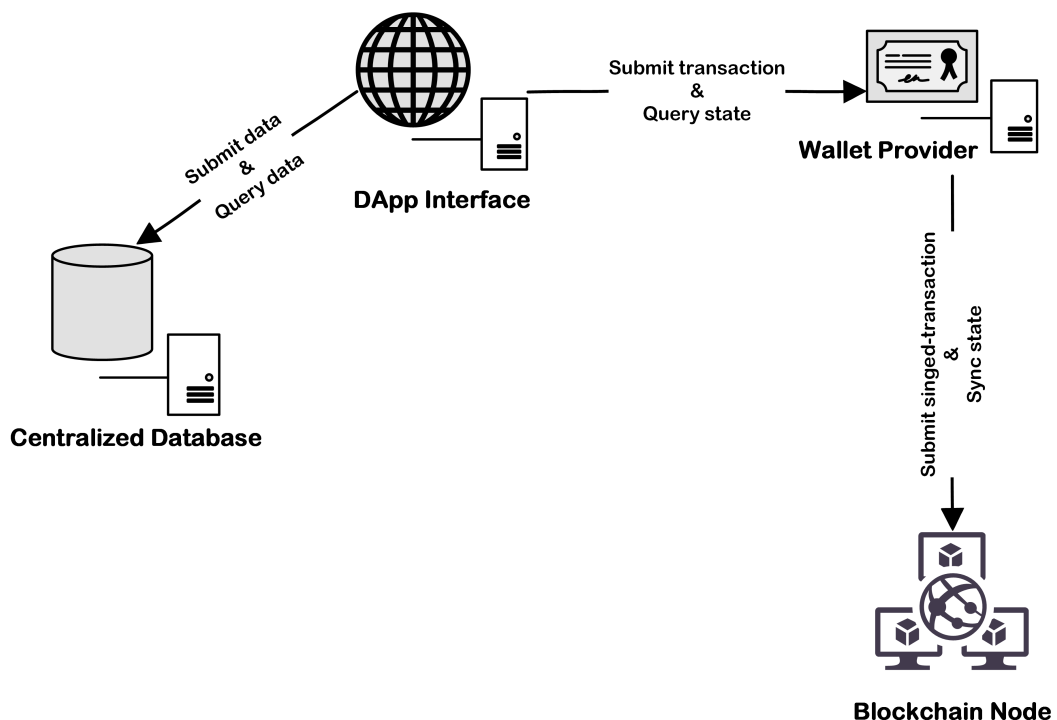 Submit data
&
Query data
DApp Interface
Submit transaction
&
Query state
Wallet Provider
Centralized Database
Submit singed-transaction
&
Sync state
Blockchain Node